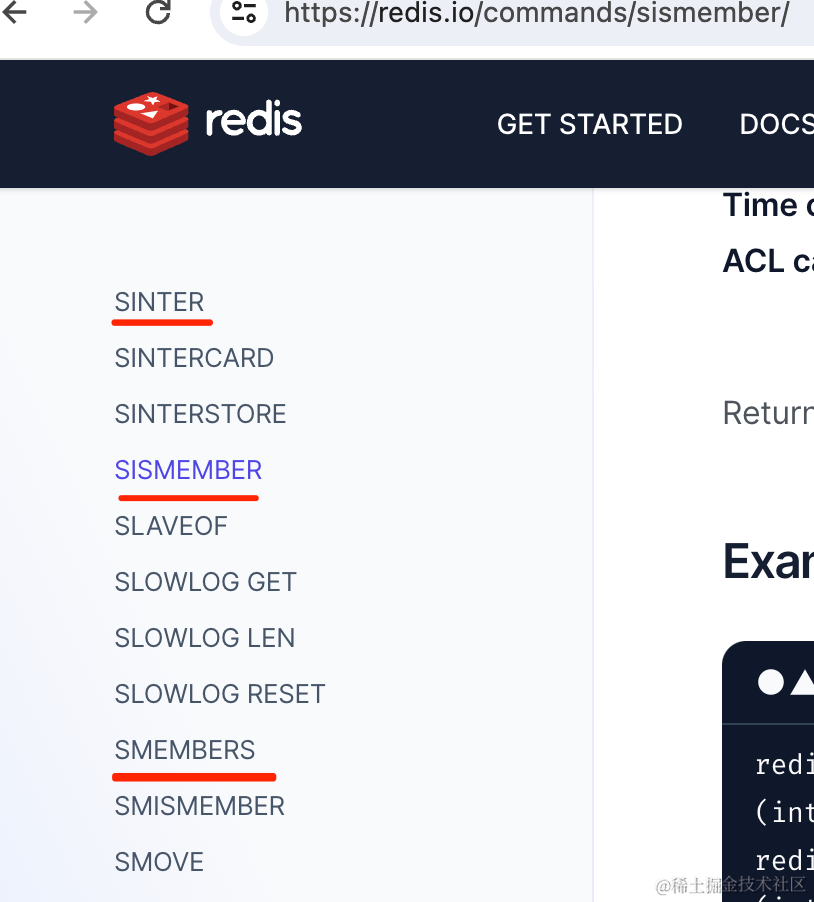 https://redis.io/commands/sismember/
redis
GET STARTED
DOCS
SINTER
SINTERCARD
SINTERSTORE
SISMEMBER
SLAVEOF
SLOWLOG GET
SLOWLOG LEN
SLOWLOG RESET
SMEMBERS
SMISMEMBER
SMOVE
Time
ACL ca
Return
Exam
redi
(int
redi
(int
@稀土掘金技术社区